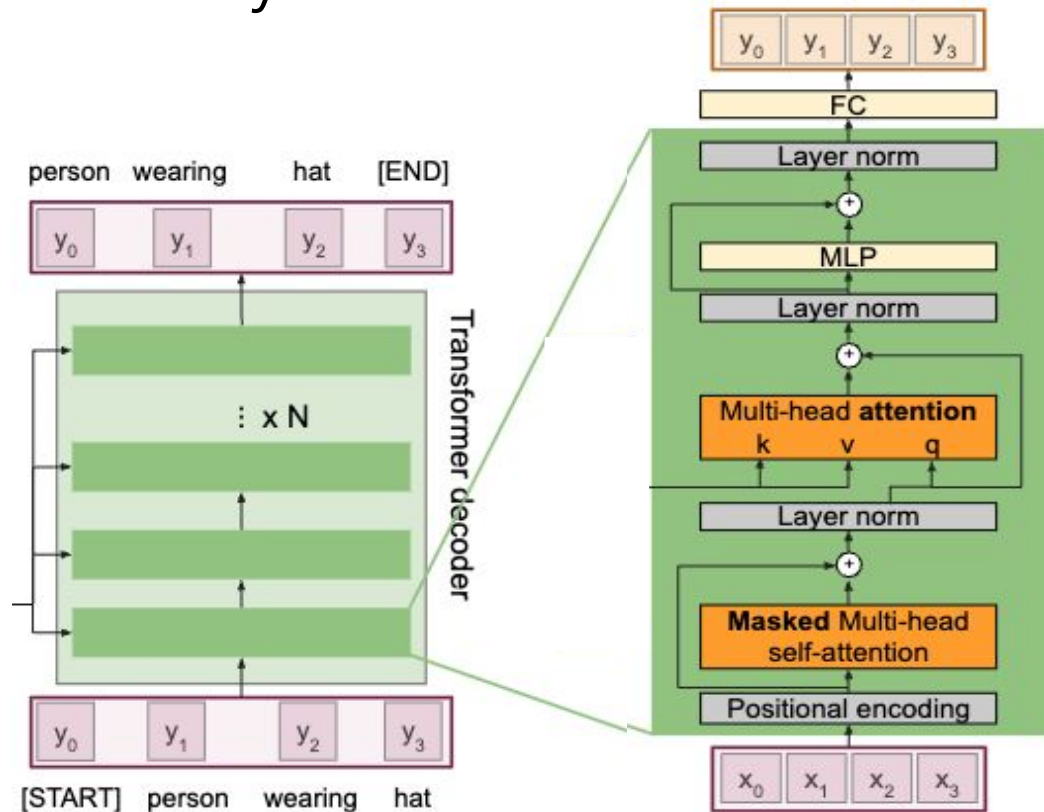 y
person wearing hat [END]
y0 y1 y2 y3
⋮ x N
Transformer decoder
y0 y1 y2 y3
[START] person wearing hat
y0 y1 y2 y3
FC
Layer norm
+
MLP
Layer norm
+
Multi-head attention
k v q
Layer norm
+
Masked Multi-head
self-attention
Positional encoding
x0 x1 x2 x3